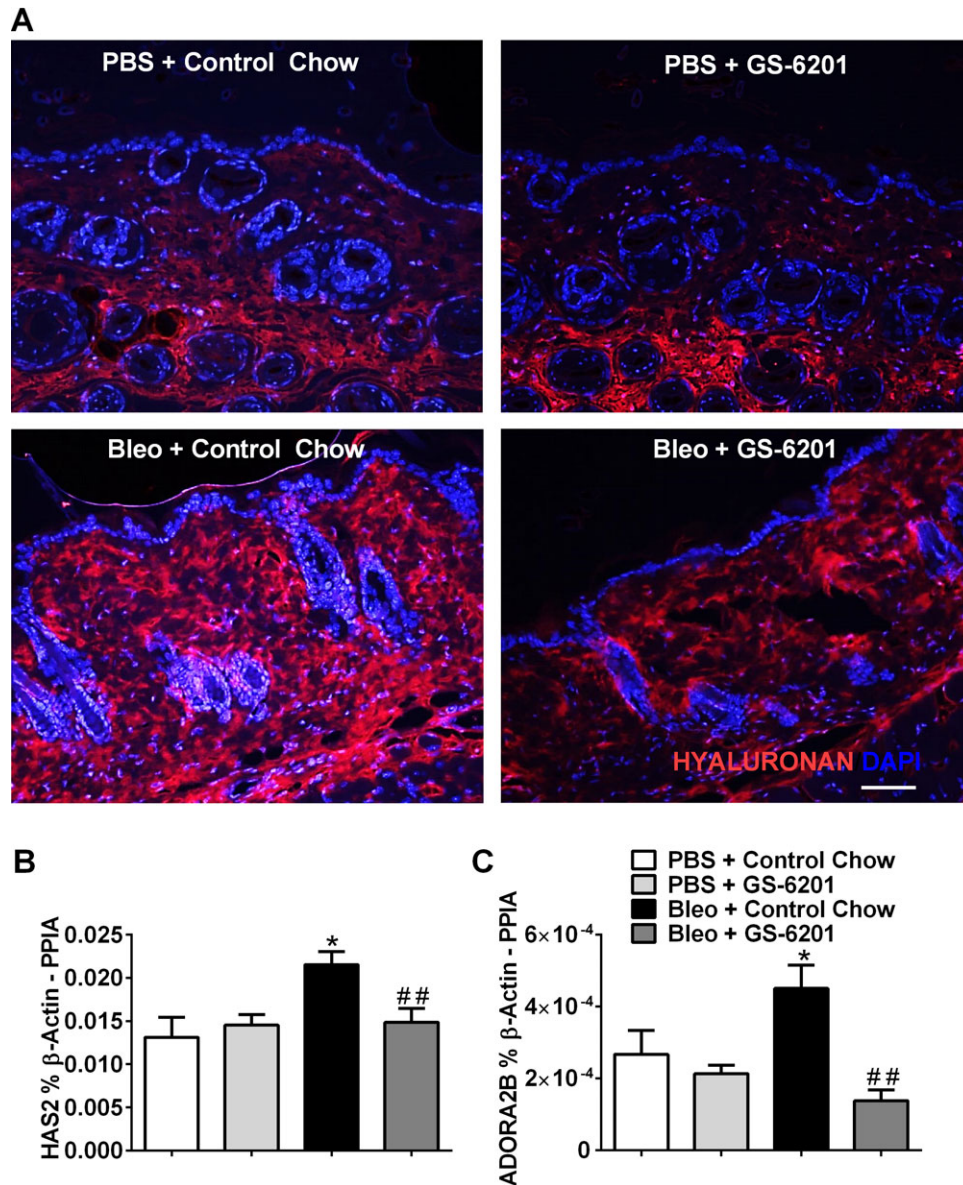 A
PBS + Control Chow
PBS + GS-6201
Bleo + Control Chow
Bleo + GS-6201
HYALURONAN DAPI
B
HAS2 % β-Actin - PPIA
0.025
0.020
0.015
0.010
0.005
0.000
*
##
C
PBS + Control Chow
PBS + GS-6201
Bleo + Control Chow
Bleo + GS-6201
ADORA2B % β-Actin - PPIA
6×10⁻⁴
4×10⁻⁴
2×10⁻⁴
0
*
##